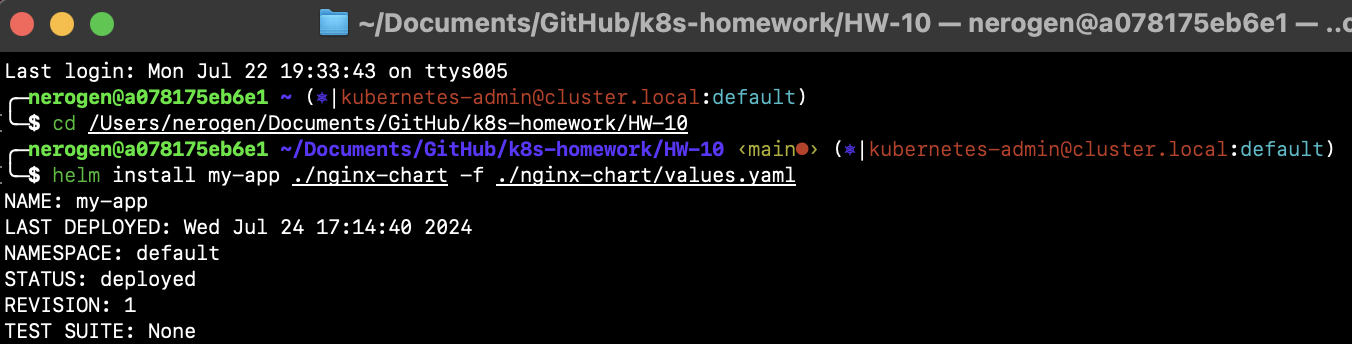 ~/Documents/GitHub/k8s-homework/HW-10 — nerogen@a078175eb6e1 — ..c
Last login: Mon Jul 22 19:33:43 on ttys005
╭─nerogen@a078175eb6e1 ~ (⎈|kubernetes-admin@cluster.local:default)
╰─$ cd /Users/nerogen/Documents/GitHub/k8s-homework/HW-10
╭─nerogen@a078175eb6e1 ~/Documents/GitHub/k8s-homework/HW-10 ‹main●› (⎈|kubernetes-admin@cluster.local:default)
╰─$ helm install my-app ./nginx-chart -f ./nginx-chart/values.yaml
NAME: my-app
LAST DEPLOYED: Wed Jul 24 17:14:40 2024
NAMESPACE: default
STATUS: deployed
REVISION: 1
TEST SUITE: None